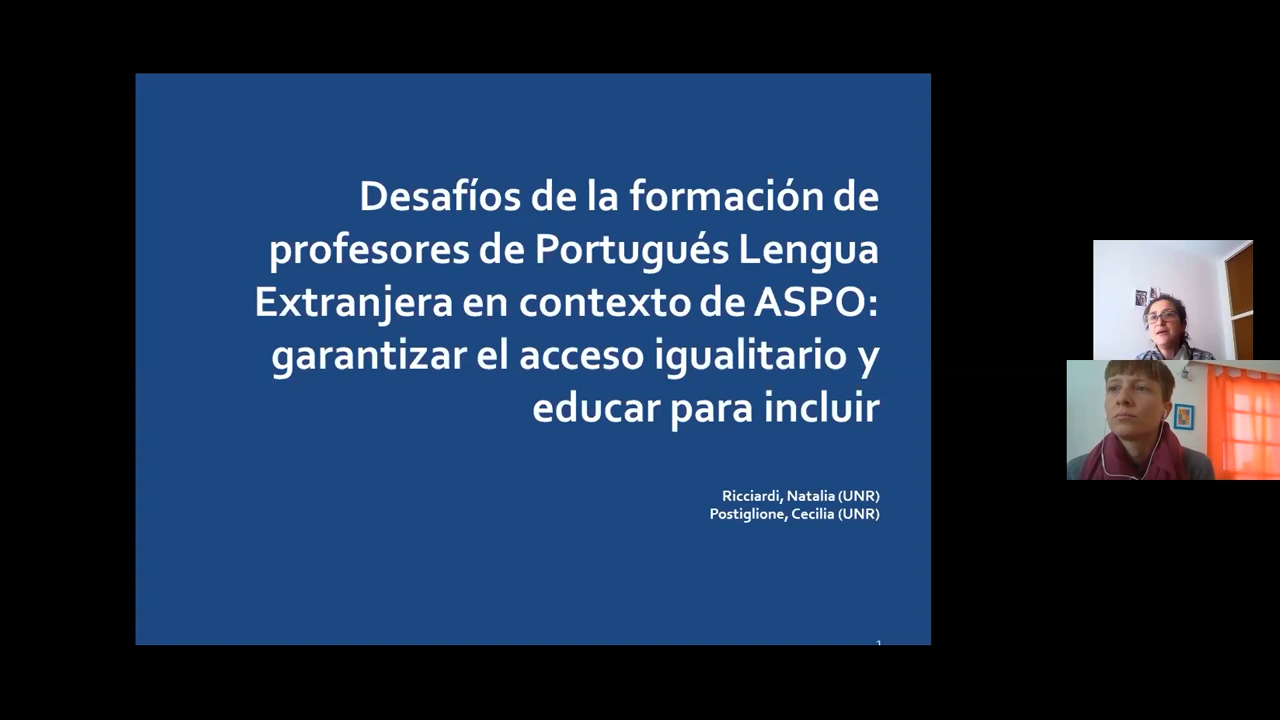 Desafíos de la formación de
profesores de Portugués Lengua
Extranjera en contexto de ASPO:
garantizar el acceso igualitario y
educar para incluir
Ricciardi, Natalia (UNR)
Postiglione, Cecilia (UNR)
1